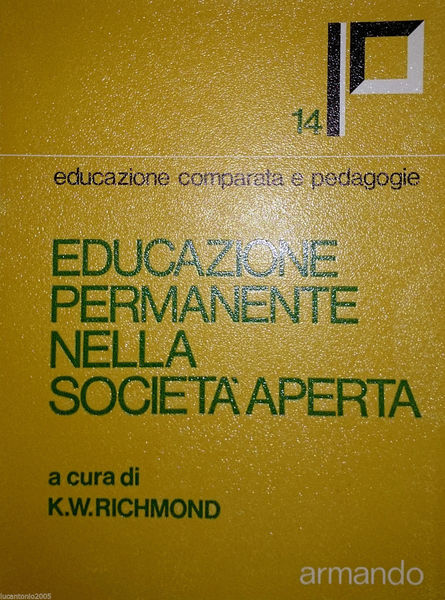 14
educazione comparata e pedagogie
EDUCAZIONE
PERMANENTE
NELLA
SOCIETÀ APERTA
a cura di
K.W.RICHMOND
armando
lucantonio2005